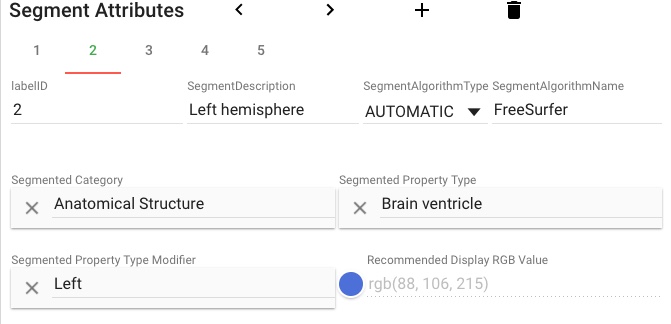 Segment Attributes
1 2 3 4 5
labelID SegmentDescription SegmentAlgorithmType SegmentAlgorithmName
2 Left hemisphere AUTOMATIC FreeSurfer
Segmented Category Segmented Property Type
Anatomical Structure Brain ventricle
Segmented Property Type Modifier Recommended Display RGB Value
Left rgb(88, 106, 215)